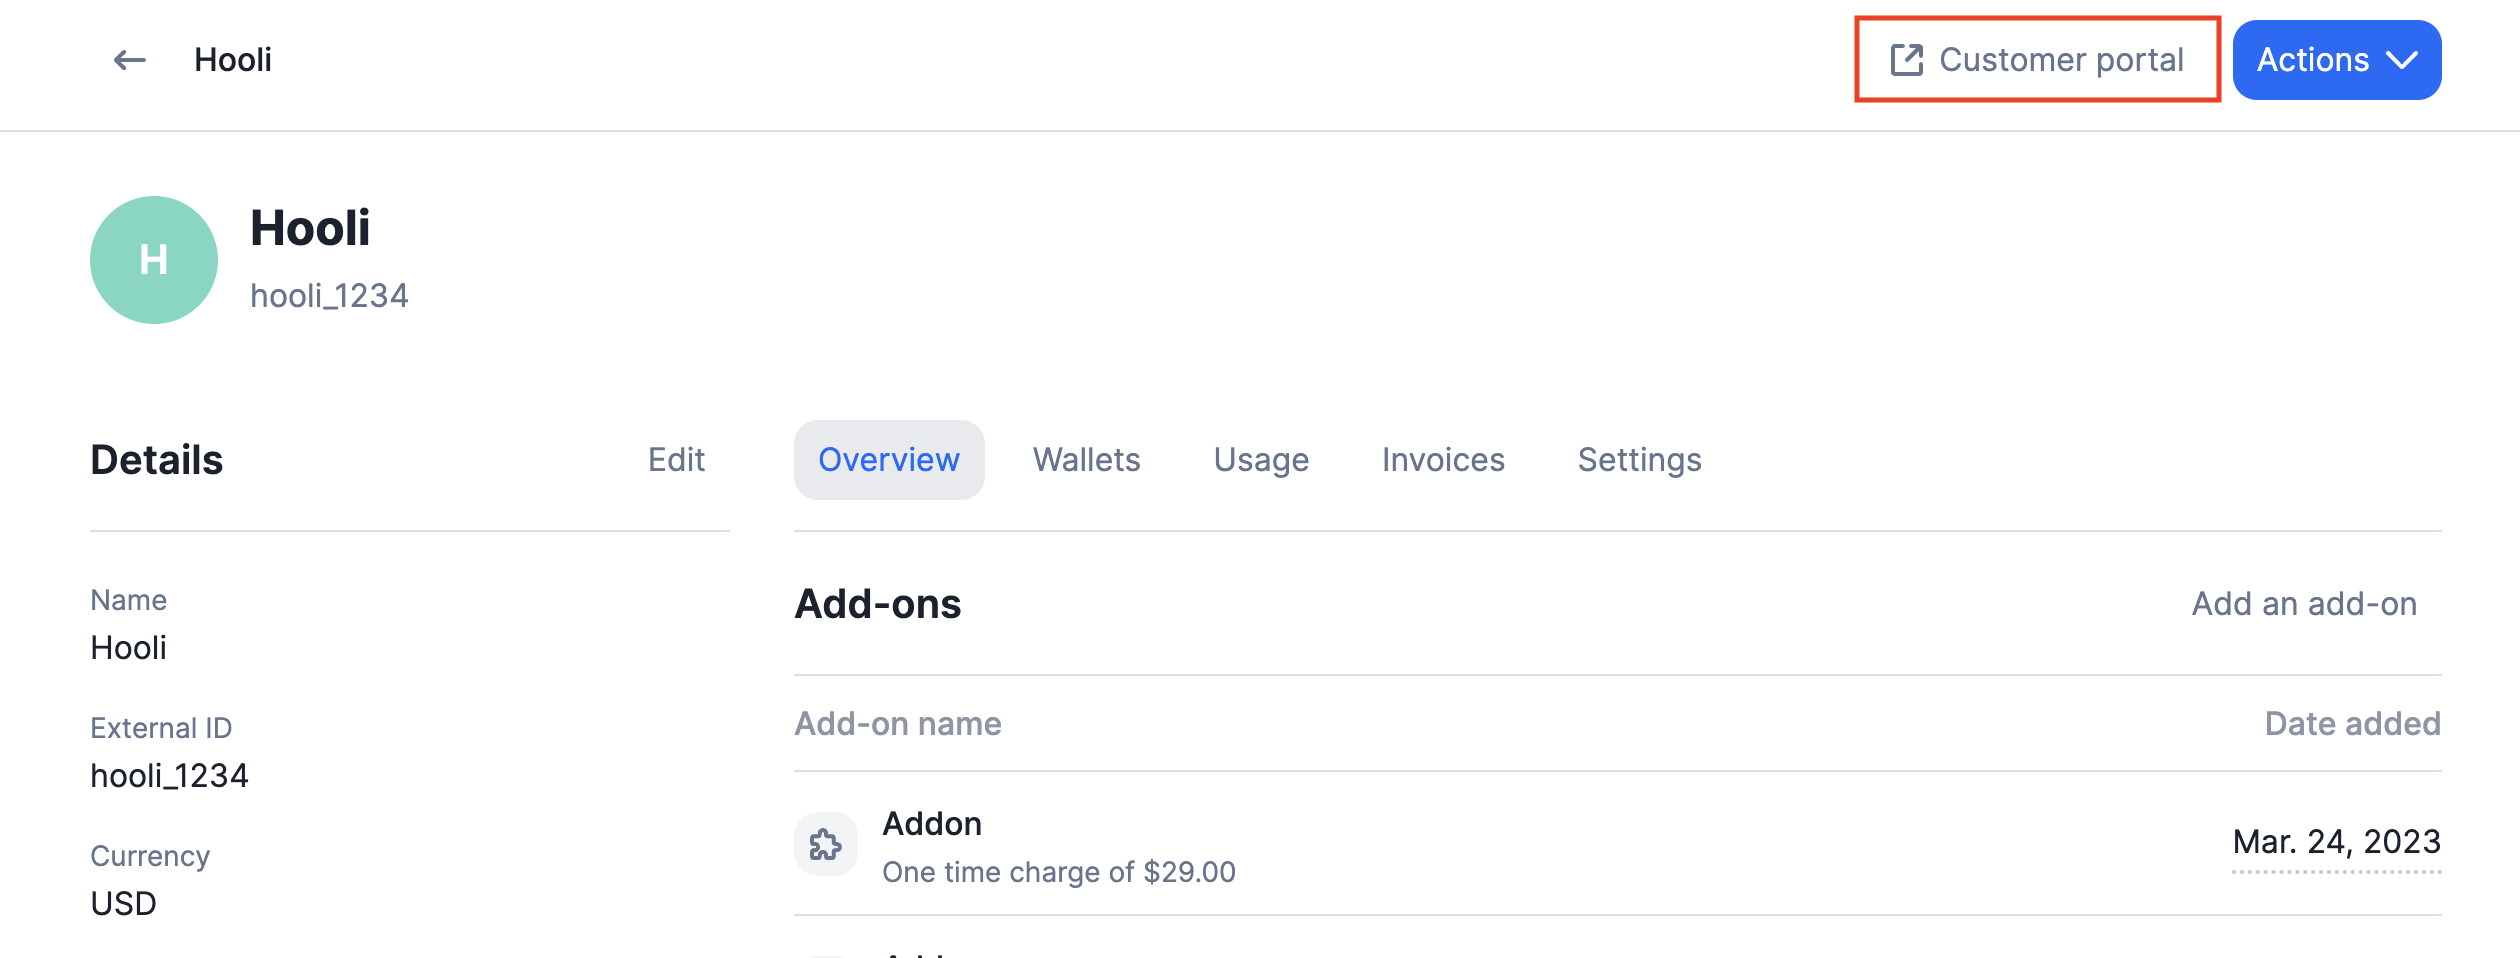 Hooli
Customer portal
Actions
H
Hooli
hooli_1234
Details
Edit
Overview
Wallets
Usage
Invoices
Settings
Name
Hooli
External ID
hooli_1234
Currency
USD
Add-ons
Add an add-on
Add-on name
Date added
Addon
One time charge of $29.00
Mar. 24, 2023